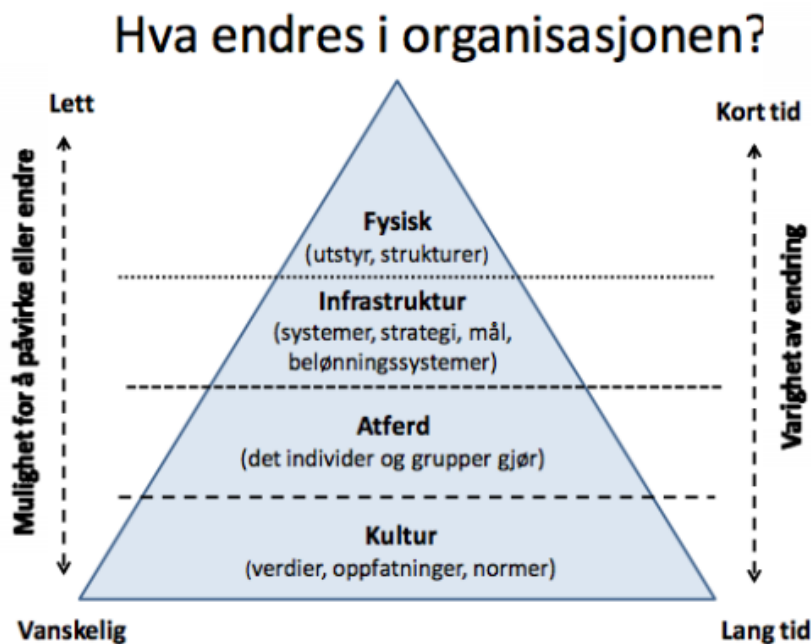 Hva endres i organisasjonen?
Lett
Kort tid
Mulighet for å påvirke eller endre
Varighet av endring
Fysisk
(utstyr, strukturer)
Infrastruktur
(systemer, strategi, mål,
belønningssystemer)
Atferd
(det individer og grupper gjør)
Kultur
(verdier, oppfatninger, normer)
Vanskelig
Lang tid